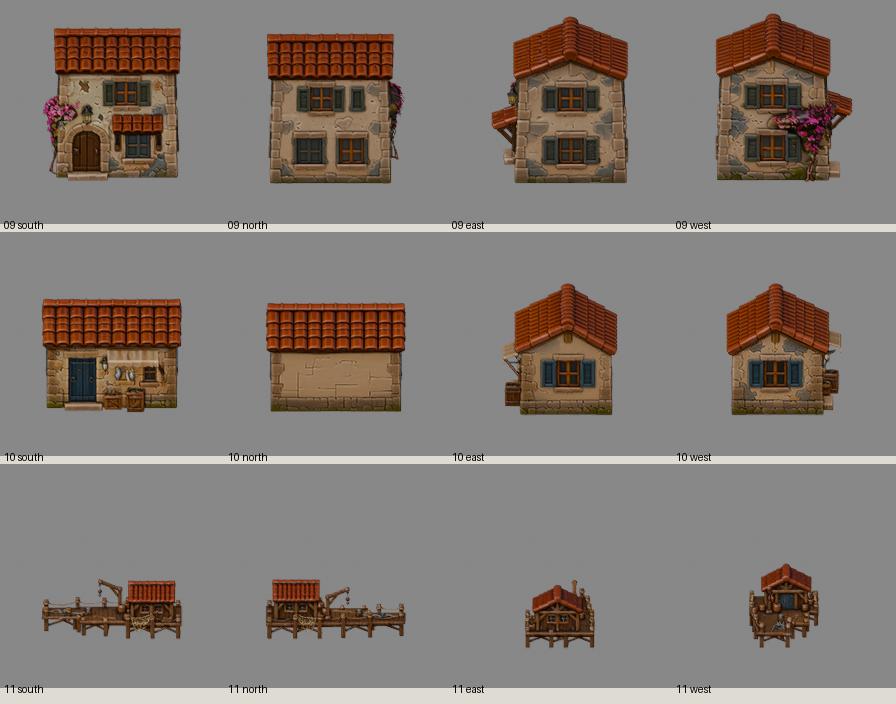 09 south
09 north
09 east
09 west
10 south
10 north
10 east
10 west
11 south
11 north
11 east
11 west